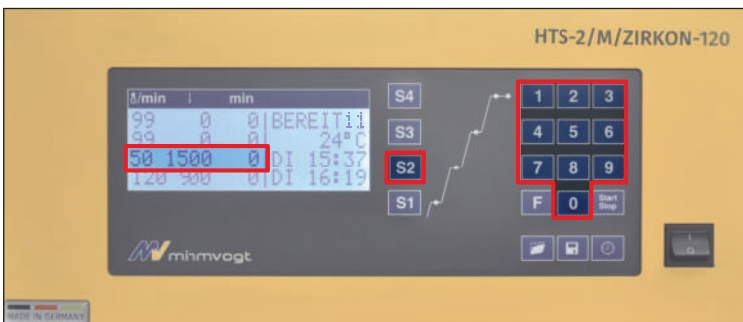 HTS-2/M/ZIRKON-120
min
99 0 0|BEREIT
99 0 0| 24°C
50 1500 0|DI 15:37
120 900 0|DI 16:19
S4
S3
S2
S1
1 2 3
4 5 6
7 8 9
F 0 Start Stop
mihmvogt
MADE IN GERMANY